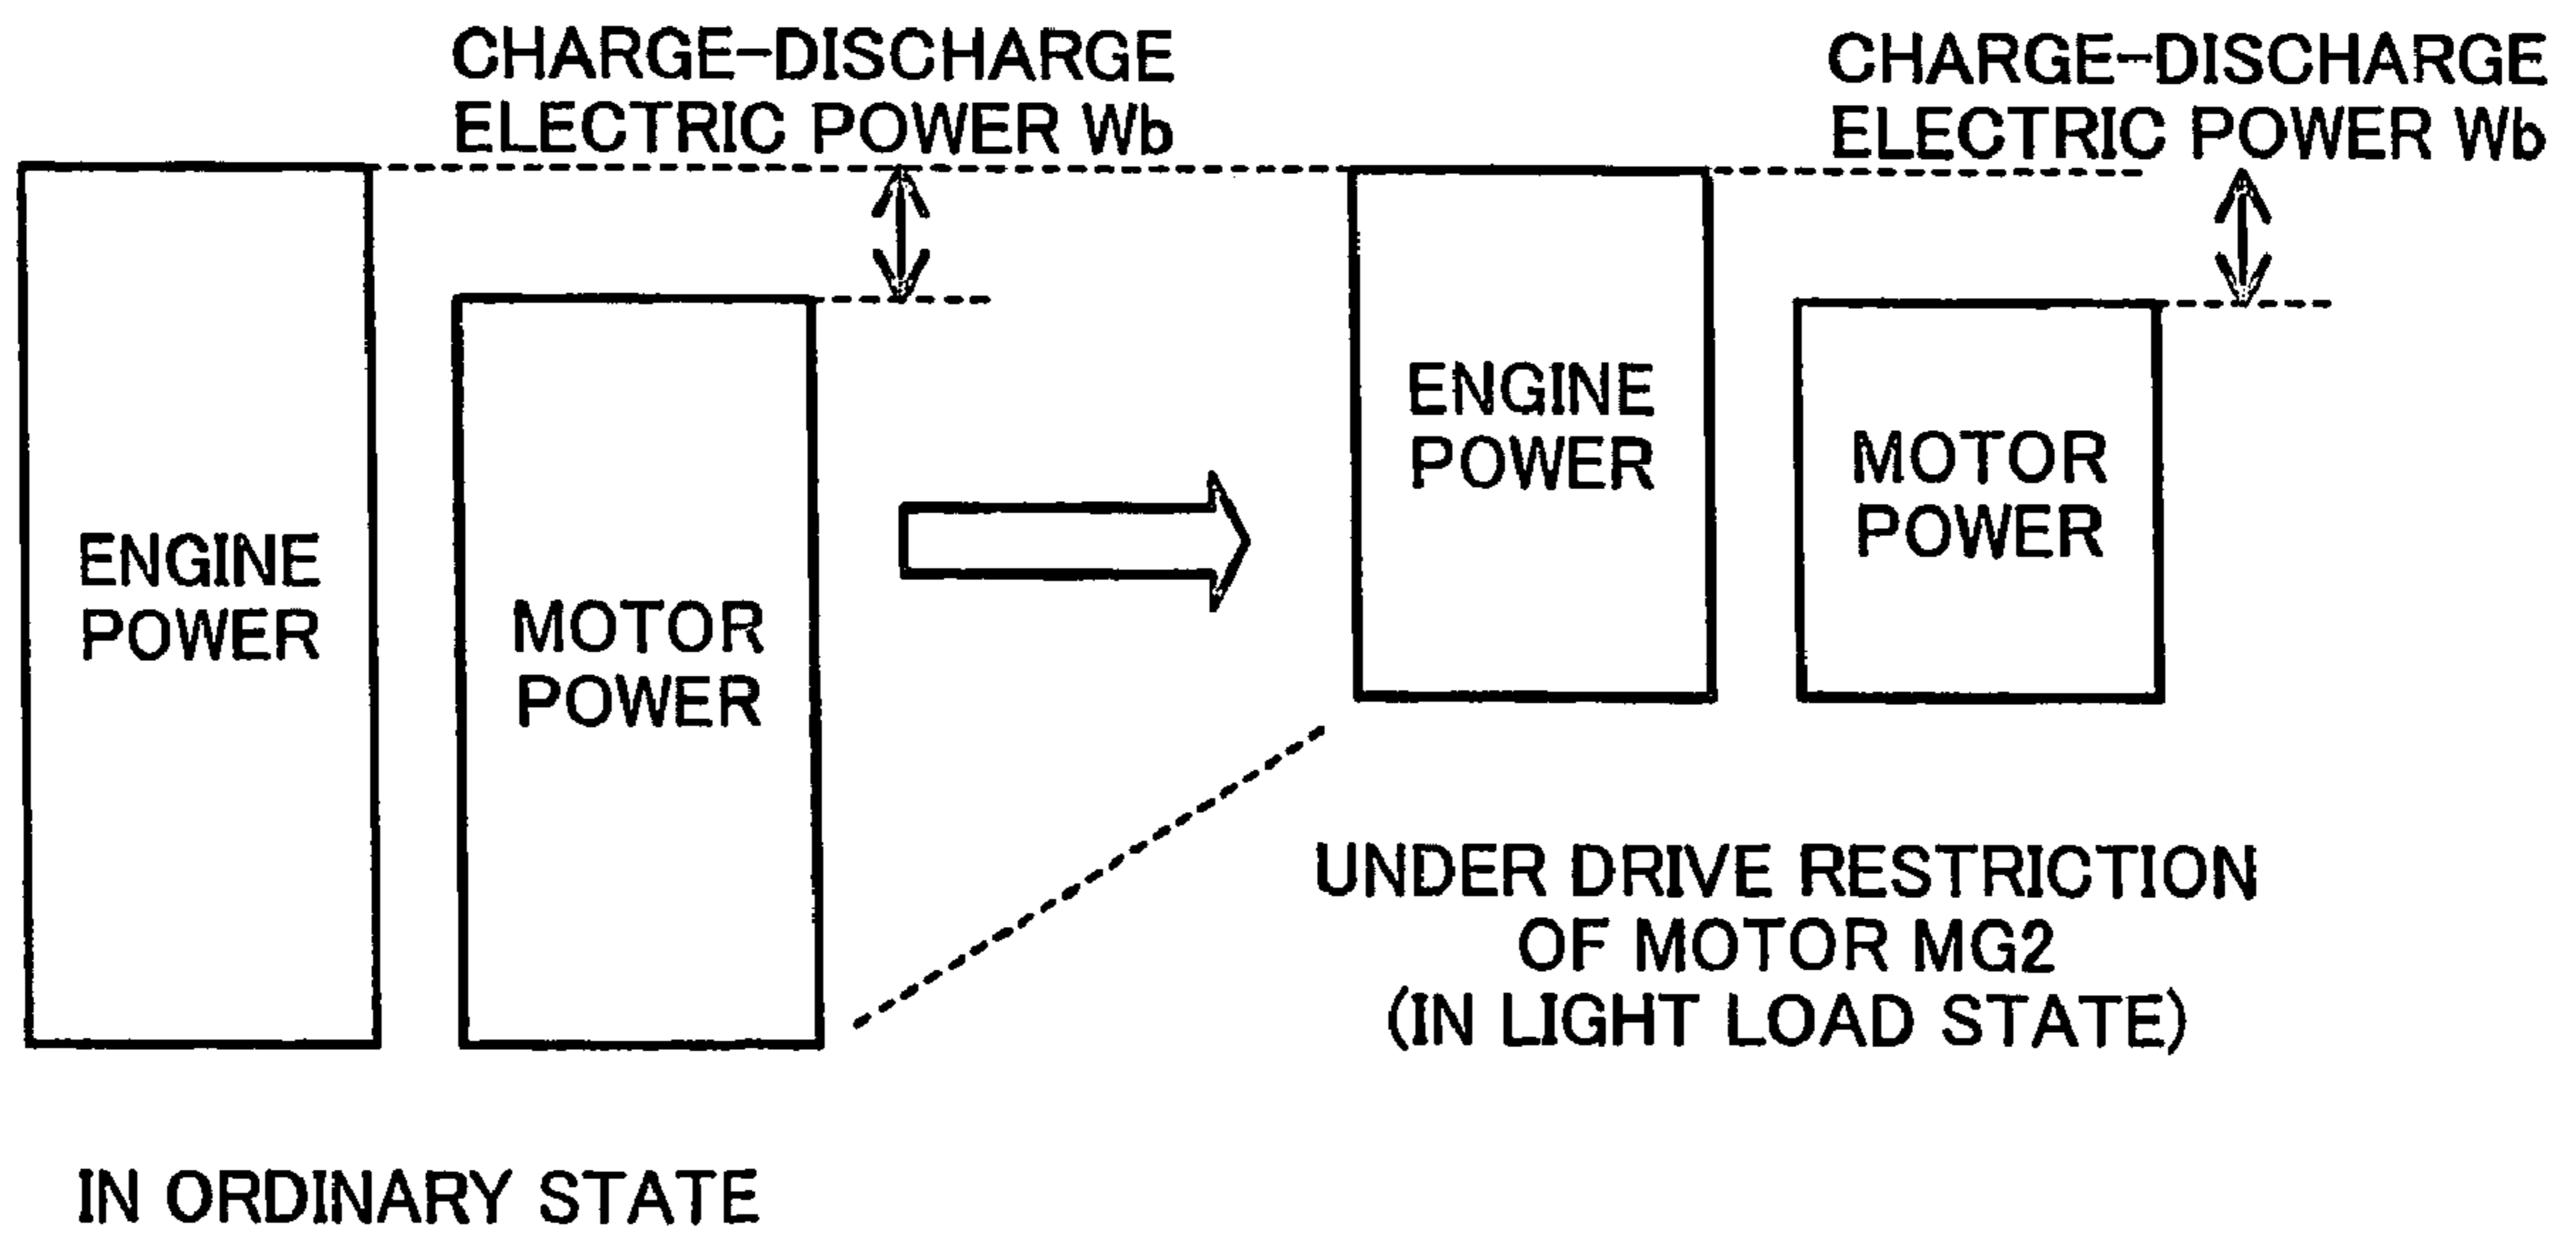 CHARGE-DISCHARGE
ELECTRIC POWER Wb
CHARGE-DISCHARGE
ELECTRIC POWER Wb
ENGINE
POWER
MOTOR
POWER
ENGINE
POWER
MOTOR
POWER
UNDER DRIVE RESTRICTION
OF MOTOR MG2
(IN LIGHT LOAD STATE)
IN ORDINARY STATE